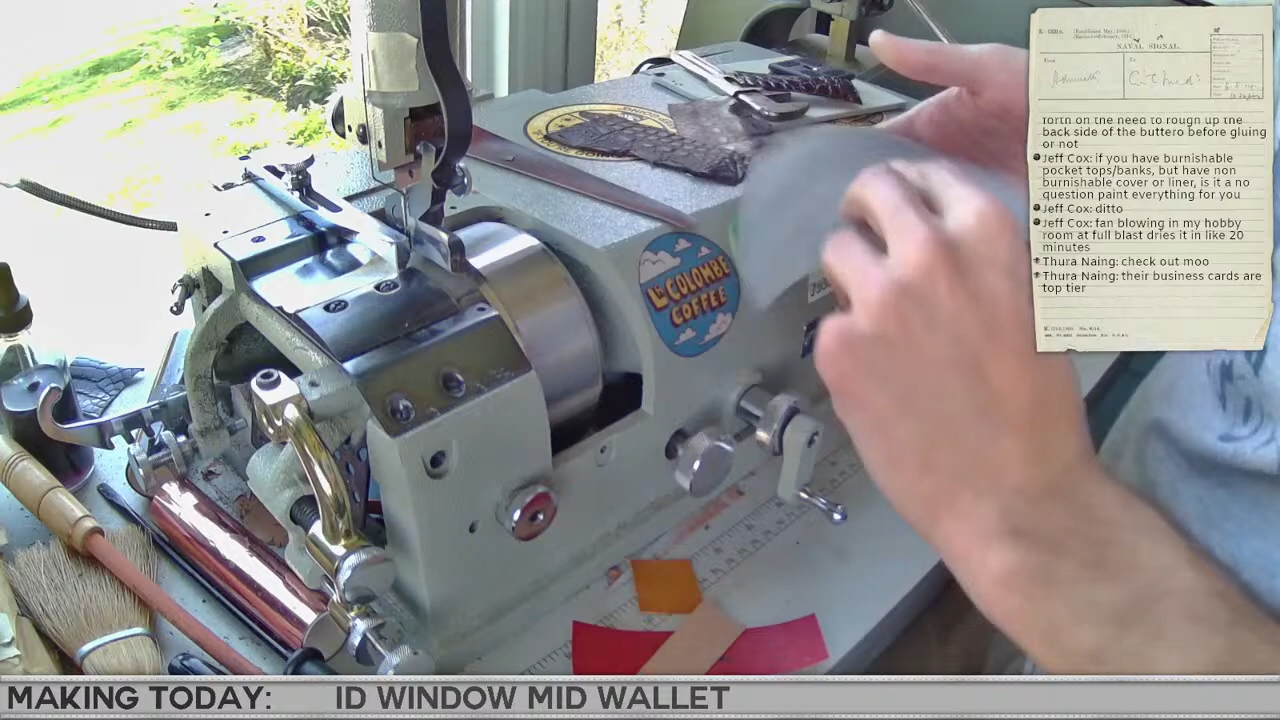 NAVAL SIGNAL.
From
To
north on the need to rough up the
back side of the buttero before gluing
or not
Jeff Cox: if you have burnishable
pocket tops/banks, but have non
burnishable cover or liner, is it a no
question paint everything for you
Jeff Cox: ditto
Jeff Cox: fan blowing in my hobby
room at full blast dries it in like 20
minutes
Thura Naing: check out moo
Thura Naing: their business cards are
top tier
LA COLOMBE
COFFEE
MAKING TODAY: ID WINDOW MID WALLET